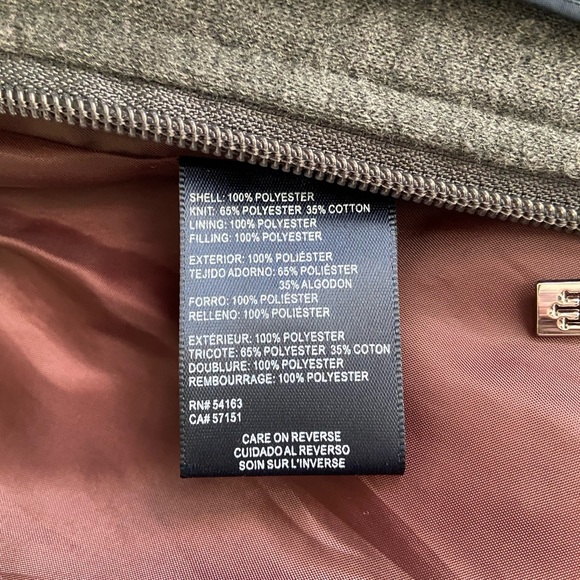 SHELL: 100% POLYESTER
KNIT: 65% POLYESTER 35% COTTON
LINING: 100% POLYESTER
FILLING: 100% POLYESTER
EXTERIOR: 100% POLIÉSTER
TEJIDO ADORNO: 65% POLIÉSTER
35% ALGODON
FORRO: 100% POLIÉSTER
RELLENO: 100% POLIÉSTER
EXTÉRIEUR: 100% POLYESTER
TRICOTE: 65% POLYESTER 35% COTON
DOUBLURE: 100% POLYESTER
REMBOURRAGE: 100% POLYESTER
RN# 54163
CA# 57151
CARE ON REVERSE
CUIDADO AL REVERSO
SOIN SUR L'INVERSE